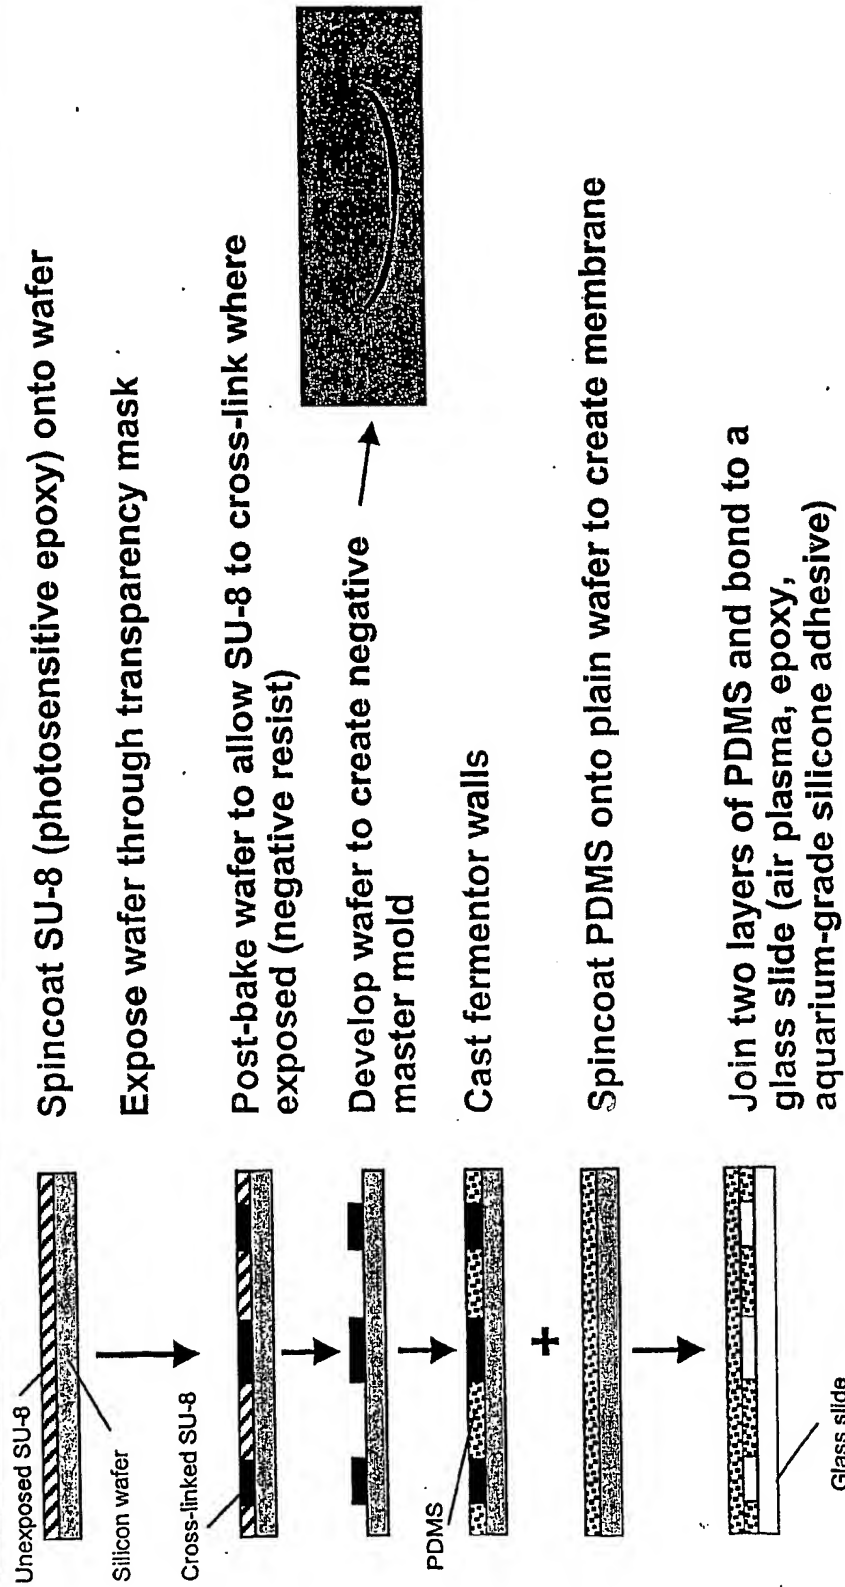 Unexposed SU-8
Silicon wafer
Cross-linked SU-8
PDMS
+
Glass slide
Spincoat SU-8 (photosensitive epoxy) onto wafer
Expose wafer through transparency mask
Post-bake wafer to allow SU-8 to cross-link where
exposed (negative resist)
Develop wafer to create negative
master mold
Cast fermentor walls
Spincoat PDMS onto plain wafer to create membrane
Join two layers of PDMS and bond to a
glass slide (air plasma, epoxy,
aquarium-grade silicone adhesive)